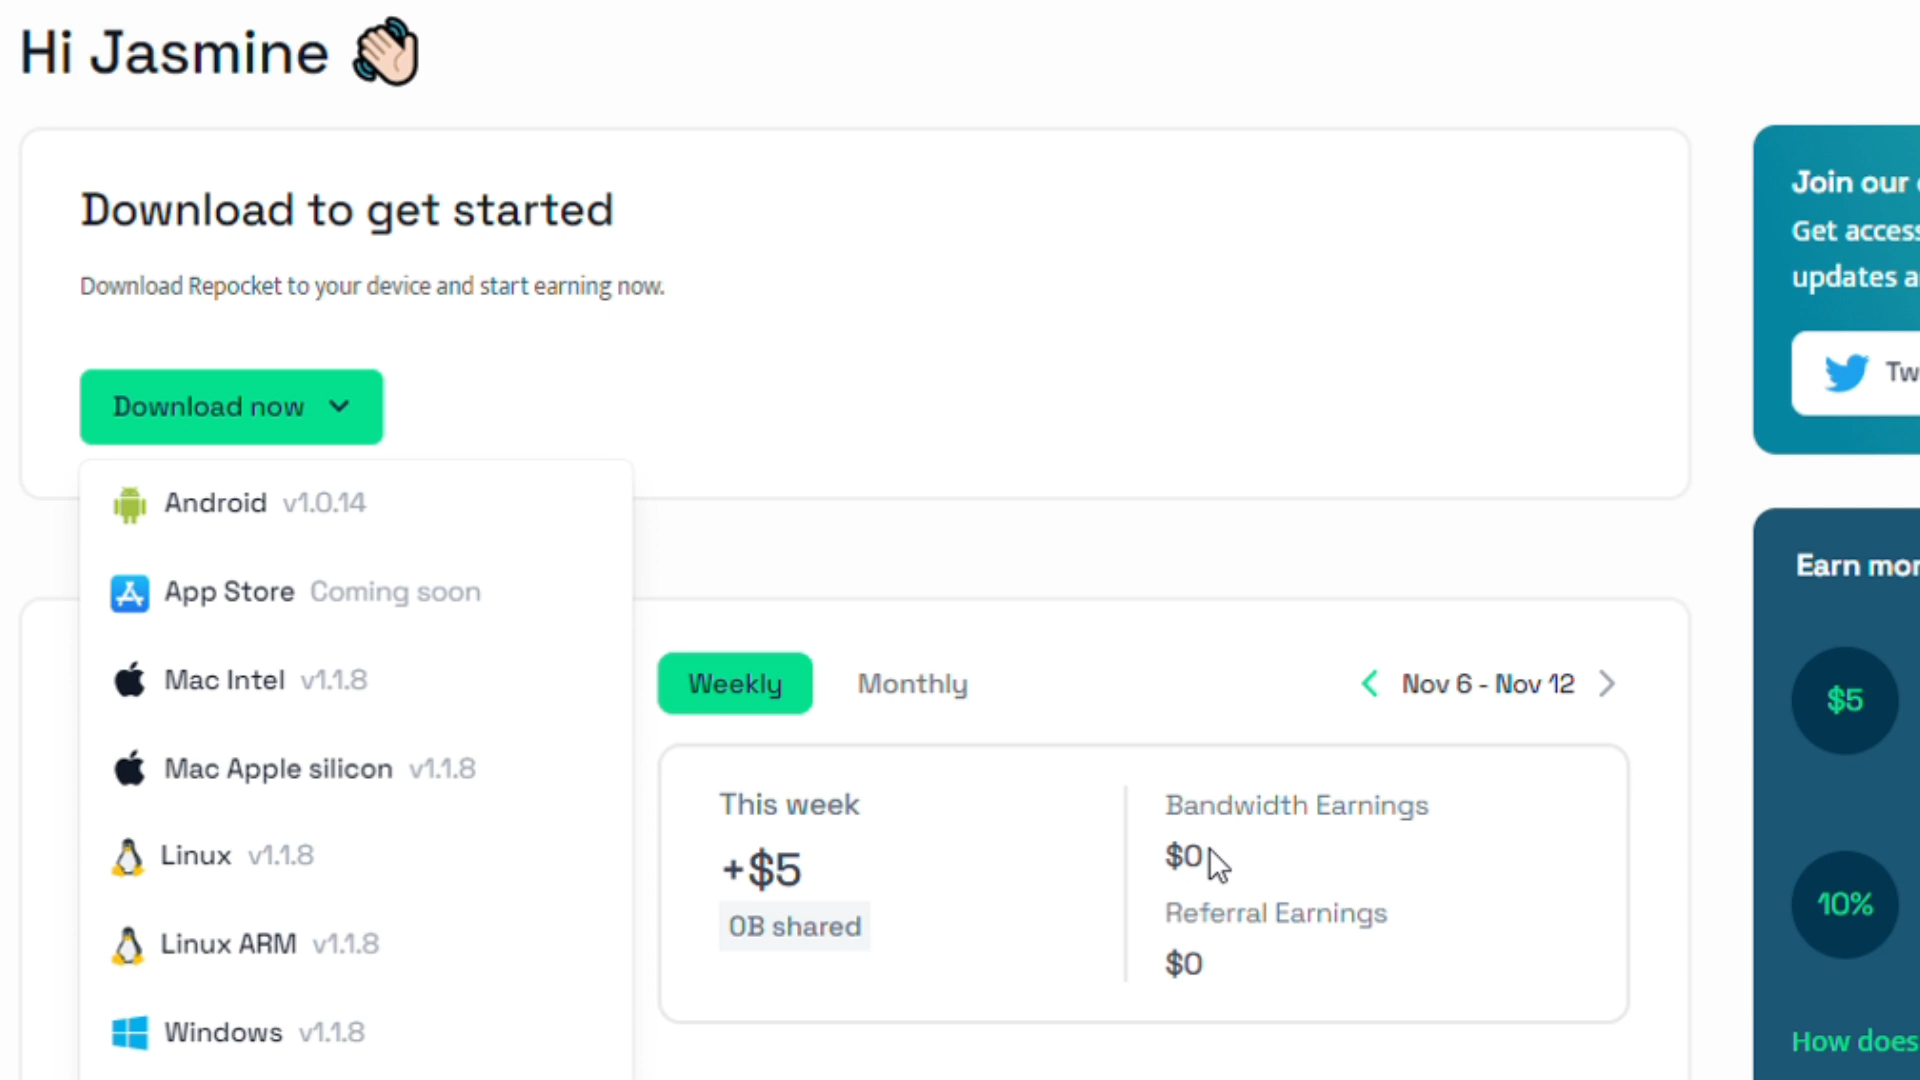 Hi Jasmine
Download to get started
Download Repocket to your device and start earning now.
Download now
Android v1.0.14
App Store Coming soon
Mac Intel v1.1.8
Mac Apple silicon v1.1.8
Linux v1.1.8
Linux ARM v1.1.8
Windows v1.1.8
Weekly
Monthly
Nov 6 - Nov 12
This week
+$5
0B shared
Bandwidth Earnings
$0
Referral Earnings
$0
Join our
Get access
updates
Earn
$5
10%
How does